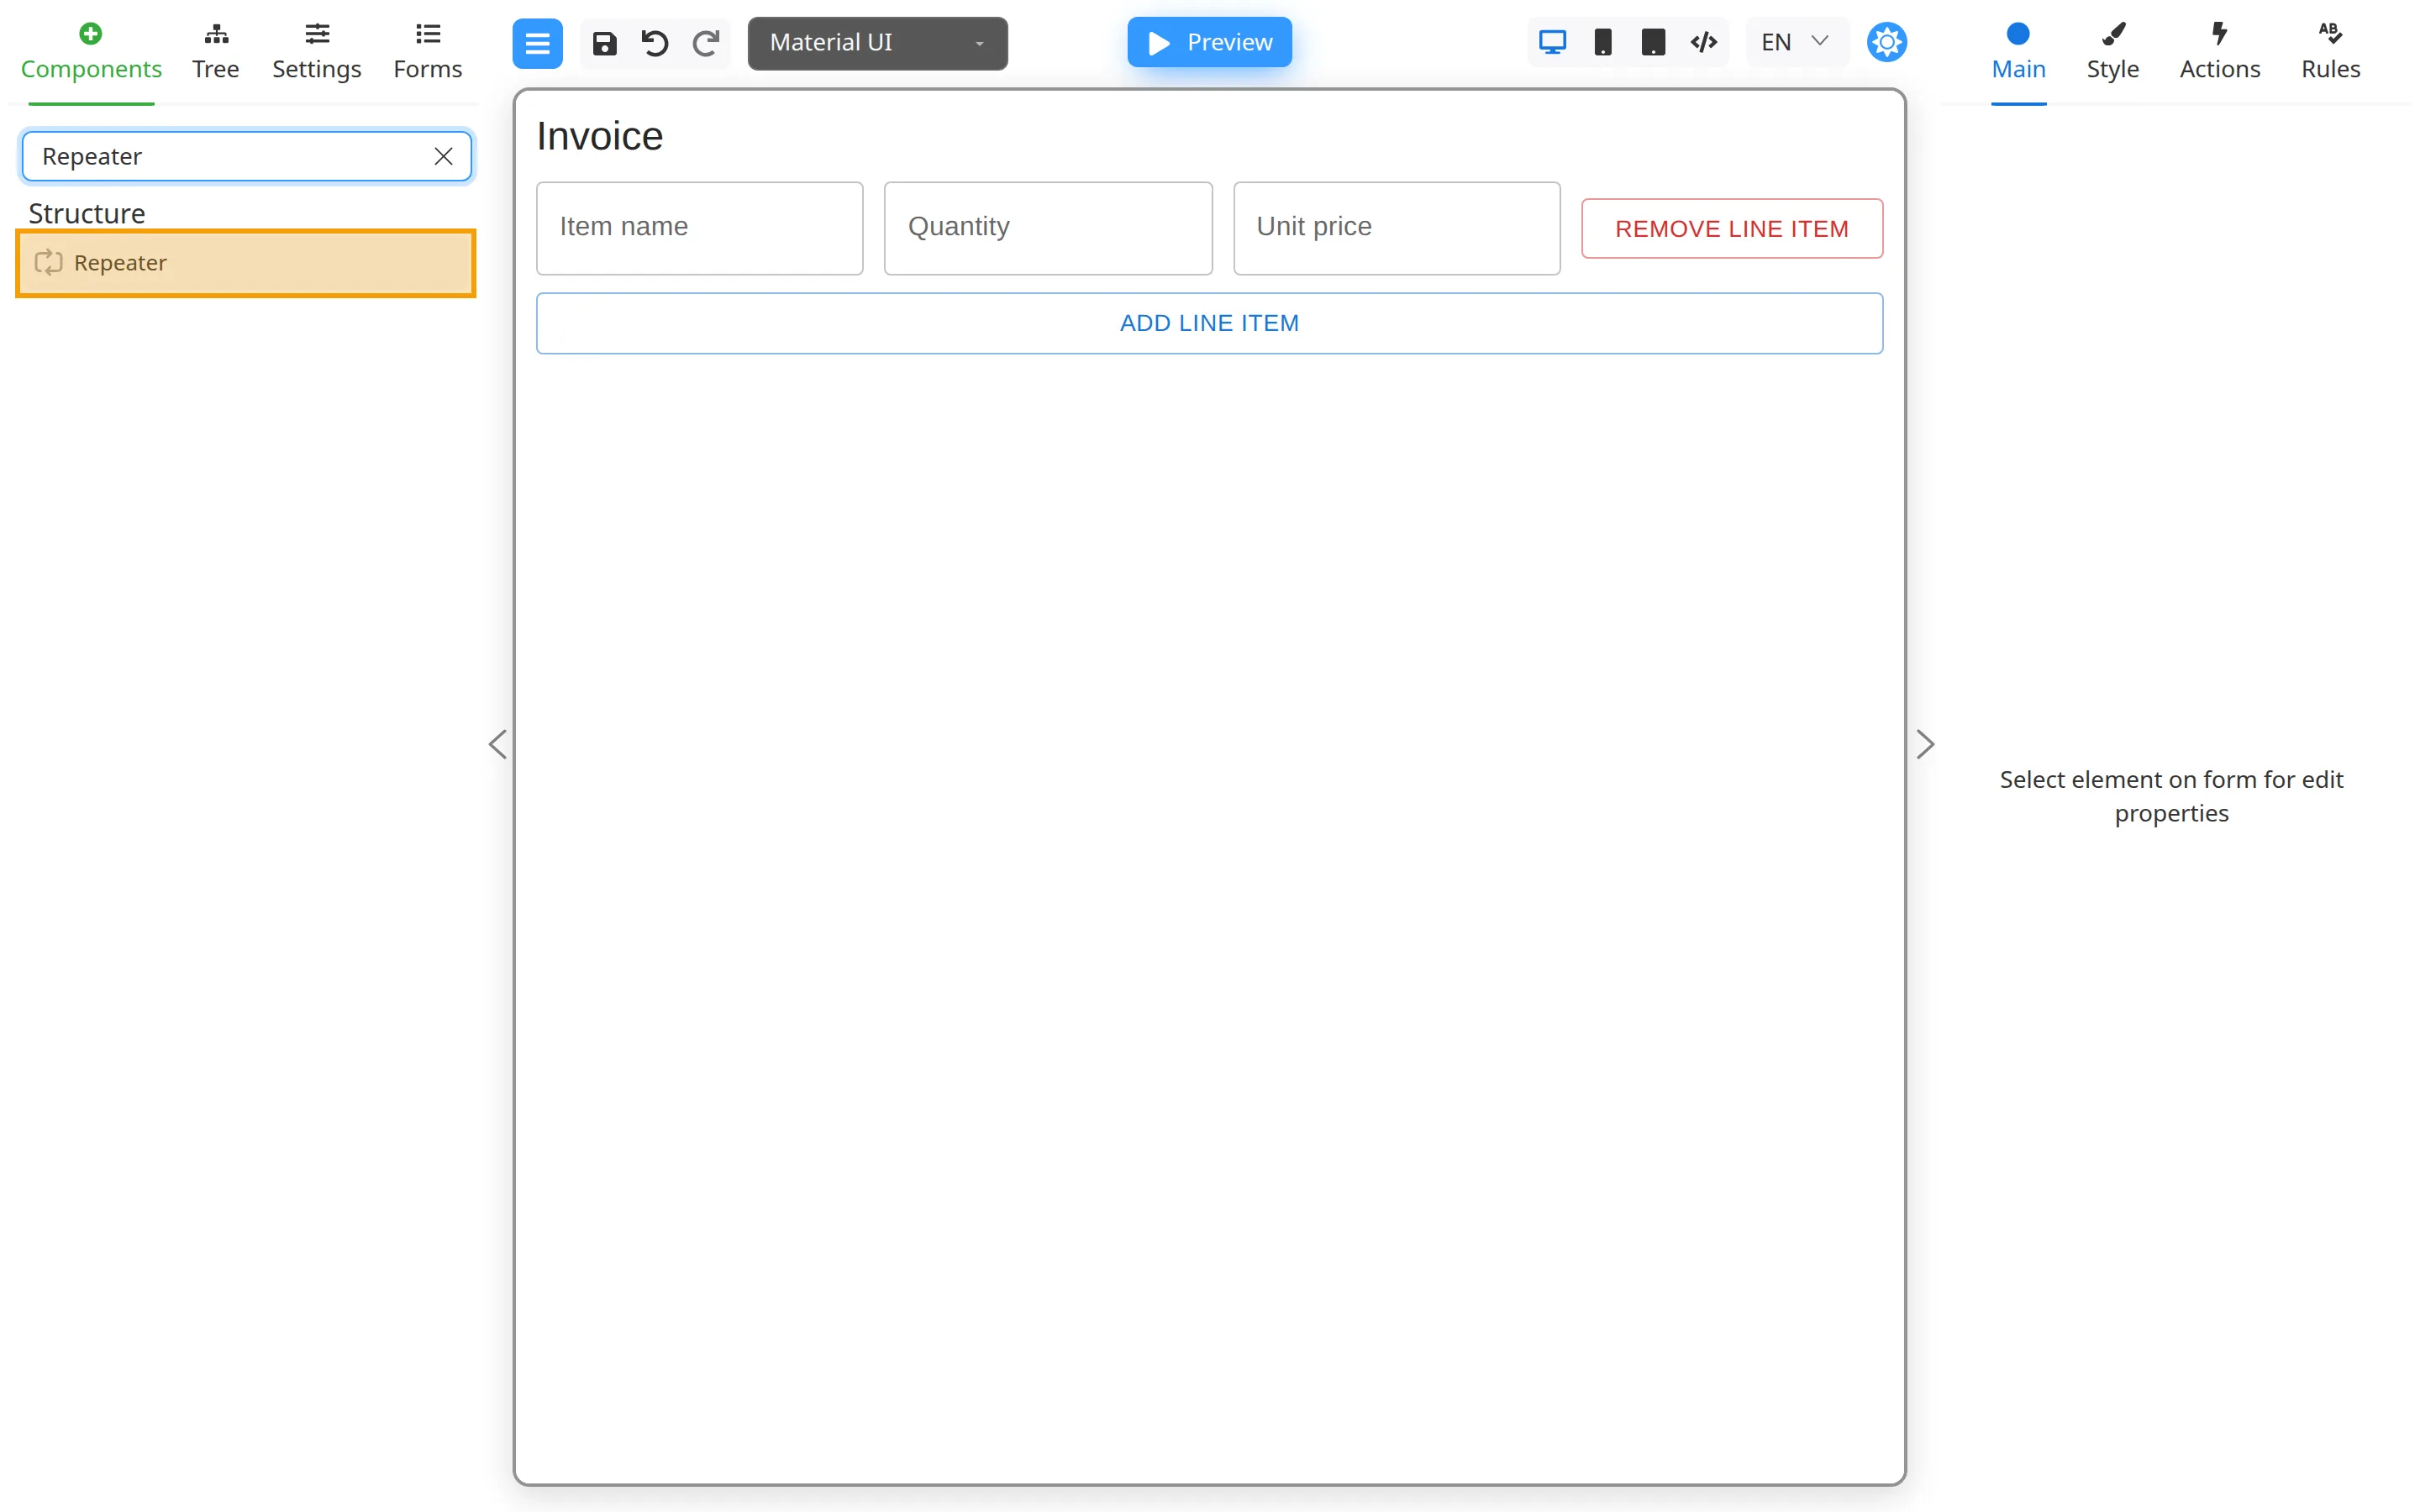 Components
Tree
Settings
Forms
Material UI
Preview
EN
Main
Style
Actions
AB
Rules
Repeater
Structure
Repeater
Invoice
Item name
Quantity
Unit price
REMOVE LINE ITEM
ADD LINE ITEM
Select element on form for edit
properties